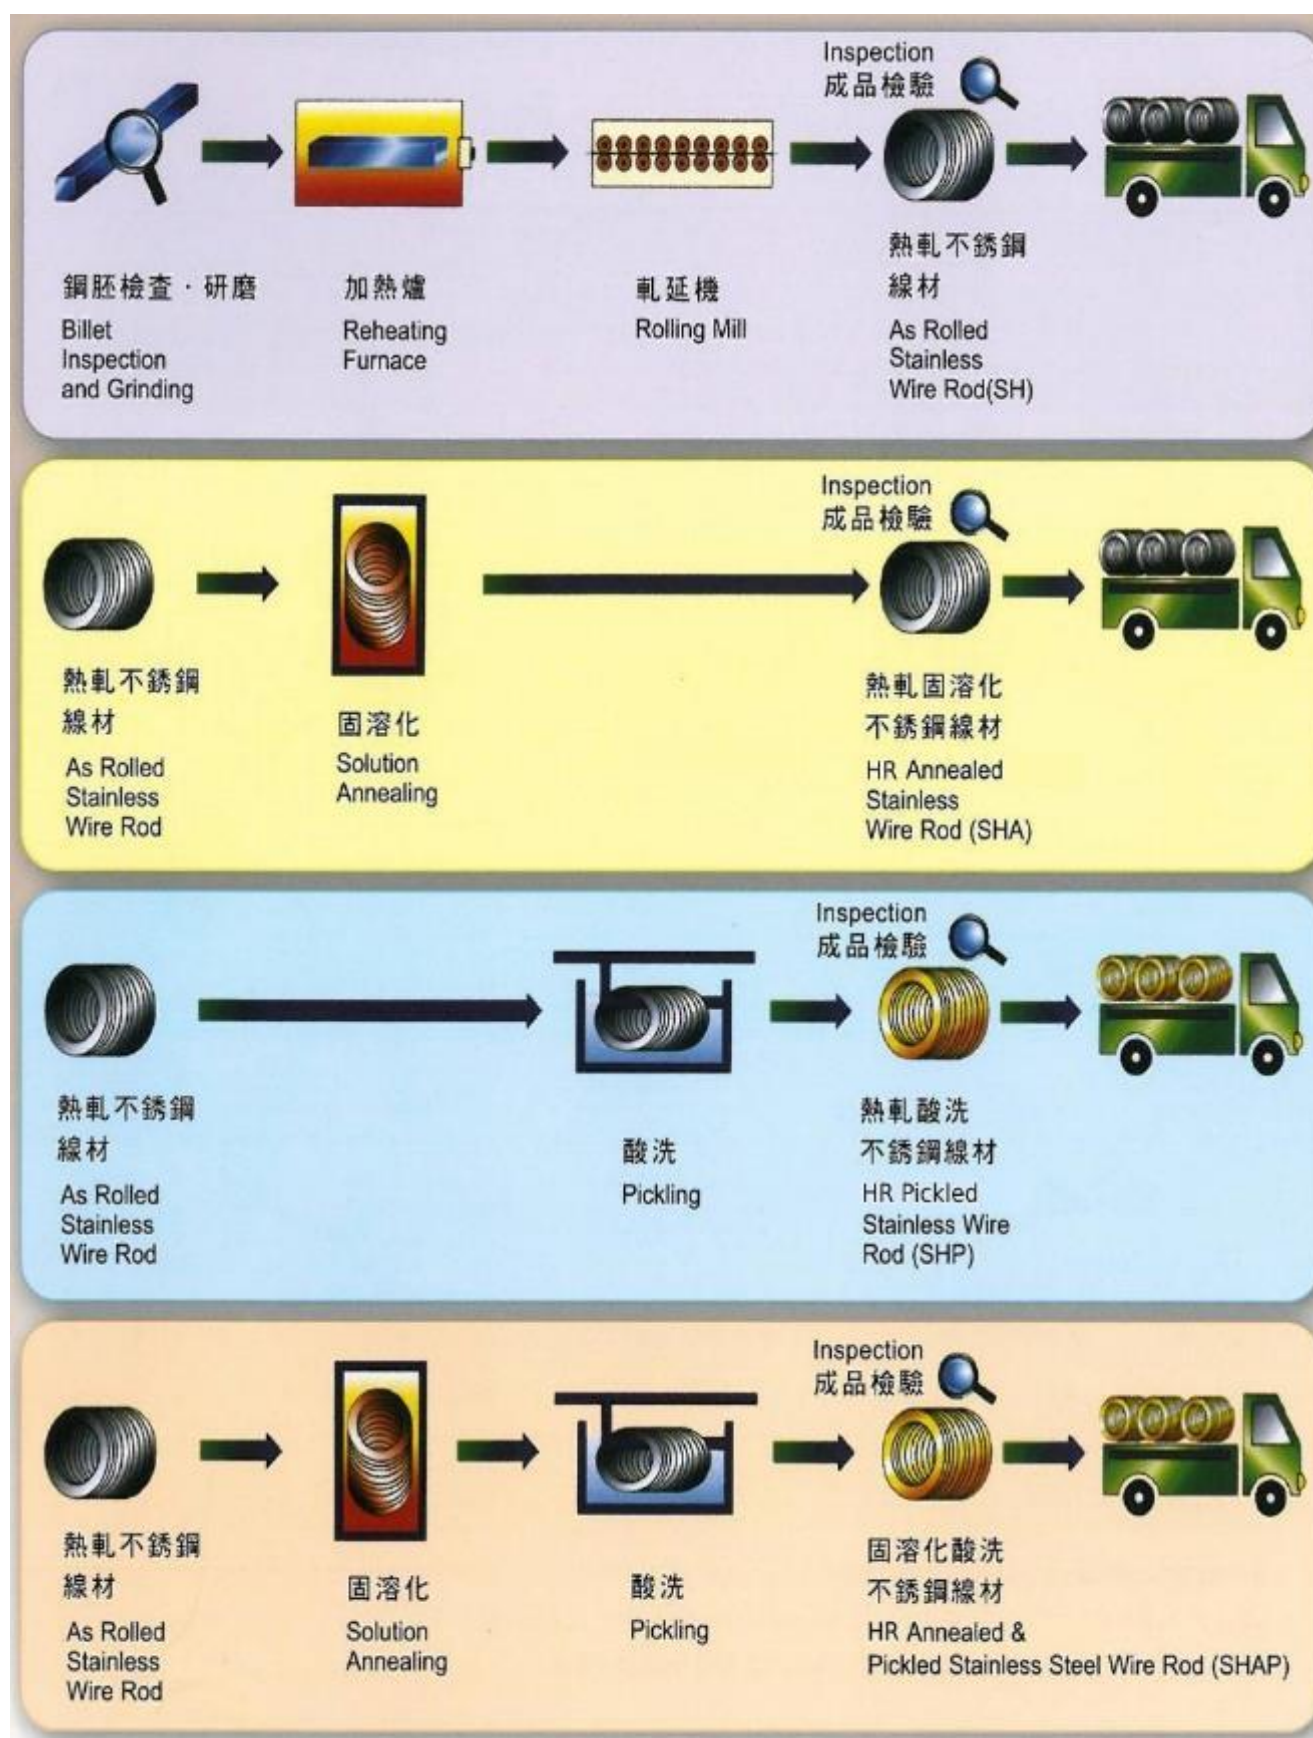 Inspection
成品檢驗
鋼胚檢查·研磨
Billet
Inspection
and Grinding
加熱爐
Reheating
Furnace
軋延機
Rolling Mill
熱軋不銹鋼
線材
As Rolled
Stainless
Wire Rod(SH)
Inspection
成品檢驗
熱軋不銹鋼
線材
As Rolled
Stainless
Wire Rod
固溶化
Solution
Annealing
熱軋固溶化
不銹鋼線材
HR Annealed
Stainless
Wire Rod (SHA)
Inspection
成品檢驗
熱軋不銹鋼
線材
As Rolled
Stainless
Wire Rod
酸洗
Pickling
熱軋酸洗
不銹鋼線材
HR Pickled
Stainless Wire
Rod (SHP)
Inspection
成品檢驗
熱軋不銹鋼
線材
As Rolled
Stainless
Wire Rod
固溶化
Solution
Annealing
酸洗
Pickling
固溶化酸洗
不銹鋼線材
HR Annealed &
Pickled Stainless Steel Wire Rod (SHAP)